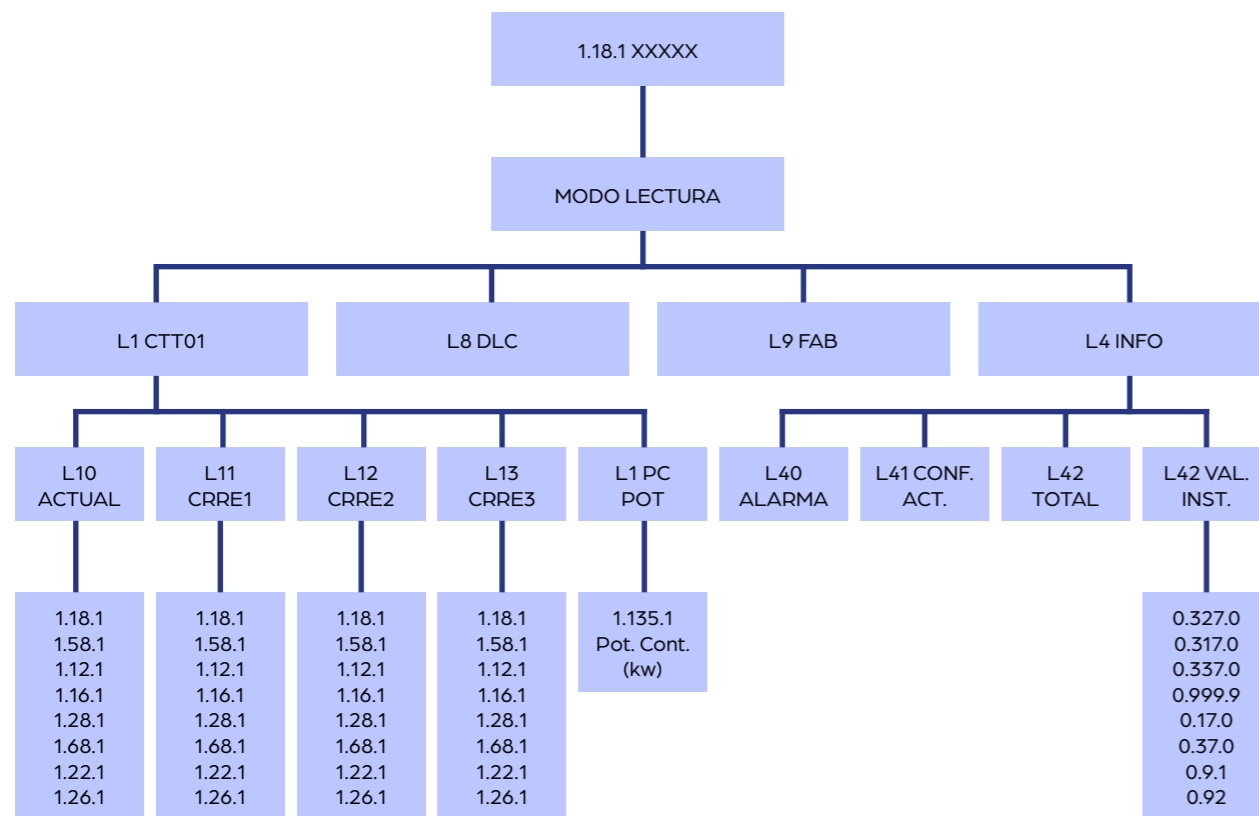 1.18.1 XXXXX
MODO LECTURA
L1 CTT01
L8 DLC
L9 FAB
L4 INFO
L10
ACTUAL
L11
CRRE1
L12
CRRE2
L13
CRRE3
L1 PC
POT
L40
ALARMA
L41 CONF.
ACT.
L42
TOTAL
L42 VAL.
INST.
1.18.1
1.58.1
1.12.1
1.16.1
1.28.1
1.68.1
1.22.1
1.26.1
1.18.1
1.58.1
1.12.1
1.16.1
1.28.1
1.68.1
1.22.1
1.26.1
1.18.1
1.58.1
1.12.1
1.16.1
1.28.1
1.68.1
1.22.1
1.26.1
1.18.1
1.58.1
1.12.1
1.16.1
1.28.1
1.68.1
1.22.1
1.26.1
1.135.1
Pot. Cont.
(kw)
0.327.0
0.317.0
0.337.0
0.999.9
0.17.0
0.37.0
0.9.1
0.92